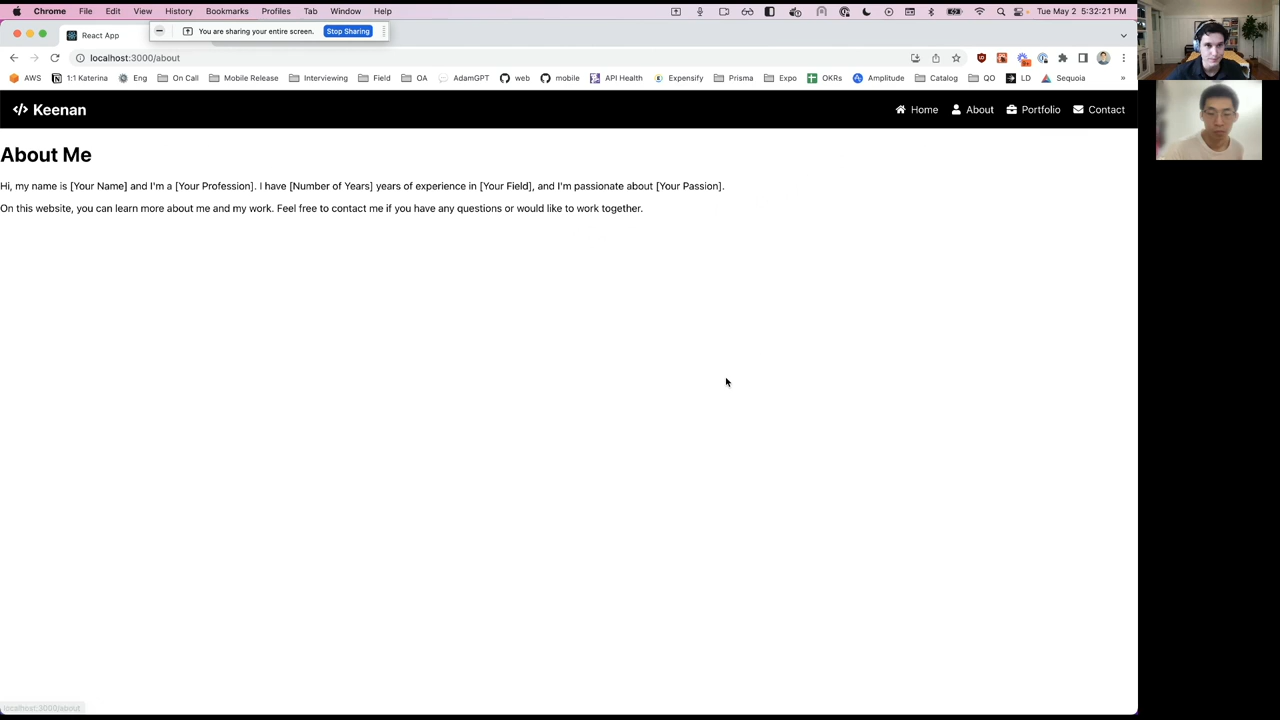 Chrome File Edit View History Bookmarks Profiles Tab Window Help Tue May 2 5:32:21 PM
React App
You are sharing your entire screen. Stop Sharing
localhost:3000/about
AWS 1:1 Katerina Eng On Call Mobile Release Interviewing Field OA AdamGPT web mobile API Health Expensify Prisma Expo OKRs Amplitude Catalog QO LD Sequoia »
</> Keenan Home About Portfolio Contact
About Me
Hi, my name is [Your Name] and I'm a [Your Profession]. I have [Number of Years] years of experience in [Your Field], and I'm passionate about [Your Passion].
On this website, you can learn more about me and my work. Feel free to contact me if you have any questions or would like to work together.
localhost:3000/about